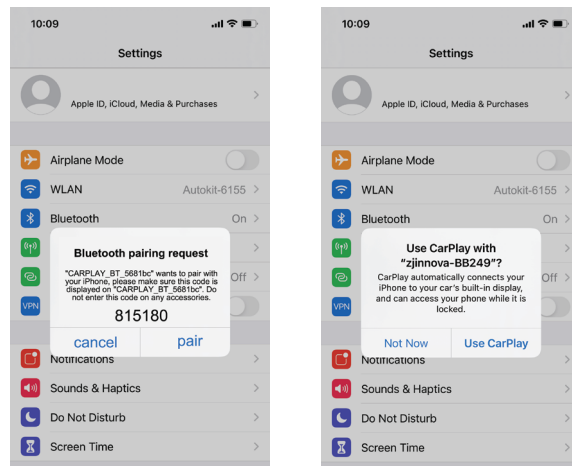 10:09
Settings
Apple ID, iCloud, Media & Purchases
Airplane Mode
WLAN Autokit-6155
Bluetooth On
Bluetooth pairing request
"CARPLAY_BT_5681bc" wants to pair with
your iPhone, please make sure this code is
displayed on "CARPLAY_BT_5681bc". Do
not enter this code on any accessories.
815180
cancel pair
Off
VPN
Notifications
Sounds & Haptics
Do Not Disturb
Screen Time
10:09
Settings
Apple ID, iCloud, Media & Purchases
Airplane Mode
WLAN Autokit-6155
Bluetooth On
Use CarPlay with
“zjinnova-BB249”?
CarPlay automatically connects your
iPhone to your car's built-in display,
and can access your phone while it is
locked.
Not Now Use CarPlay
Off
VPN
Notifications
Sounds & Haptics
Do Not Disturb
Screen Time